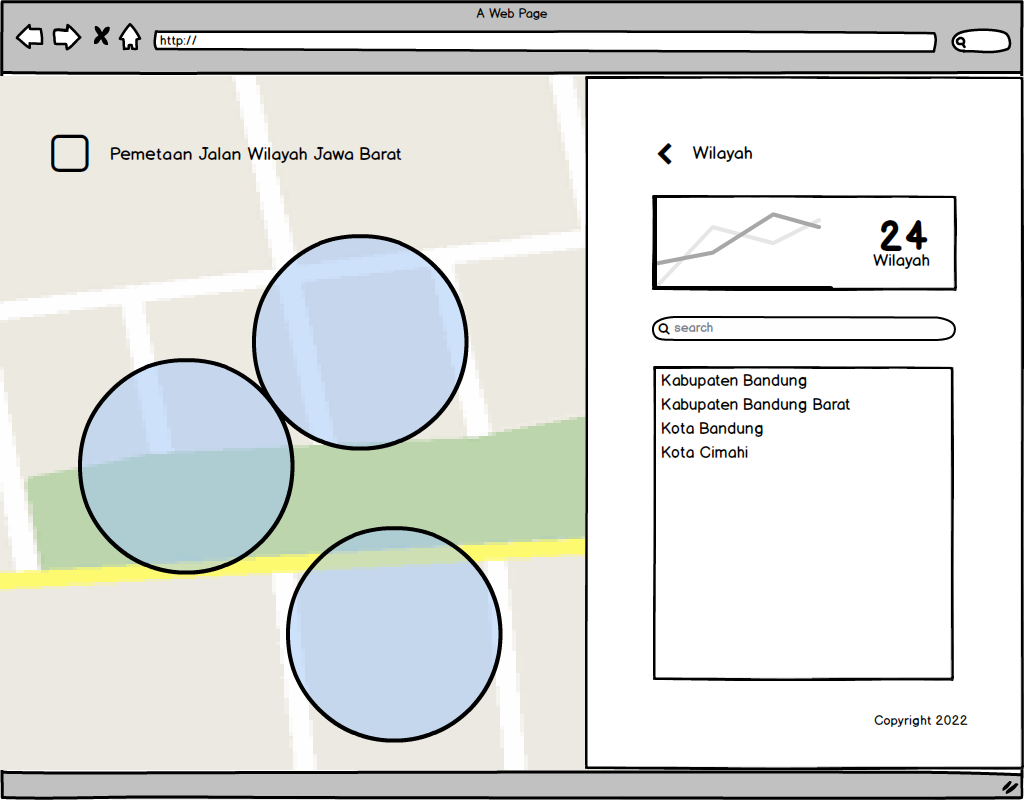 A Web Page
http://
Pemetaan Jalan Wilayah Jawa Barat
Wilayah
24
Wilayah
search
Kabupaten Bandung
Kabupaten Bandung Barat
Kota Bandung
Kota Cimahi
Copyright 2022